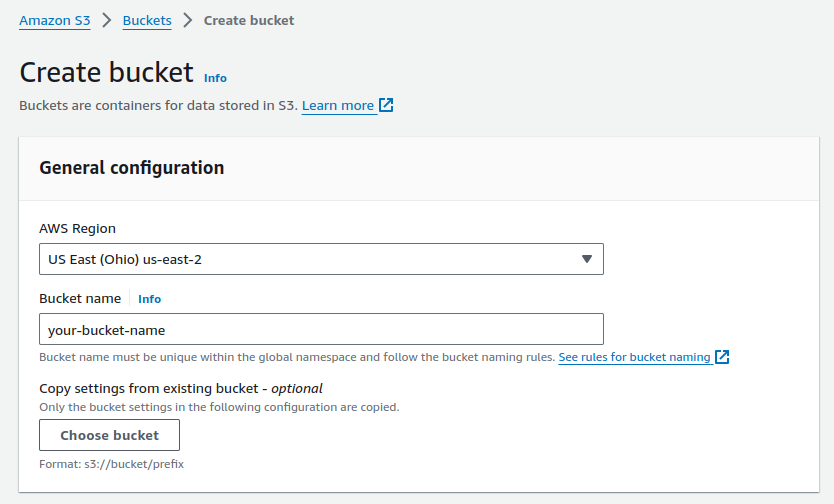 Amazon S3 > Buckets > Create bucket
Create bucket Info
Buckets are containers for data stored in S3. Learn more
General configuration
AWS Region
US East (Ohio) us-east-2
Bucket name Info
your-bucket-name
Bucket name must be unique within the global namespace and follow the bucket naming rules. See rules for bucket naming
Copy settings from existing bucket - optional
Only the bucket settings in the following configuration are copied.
Choose bucket
Format: s3://bucket/prefix